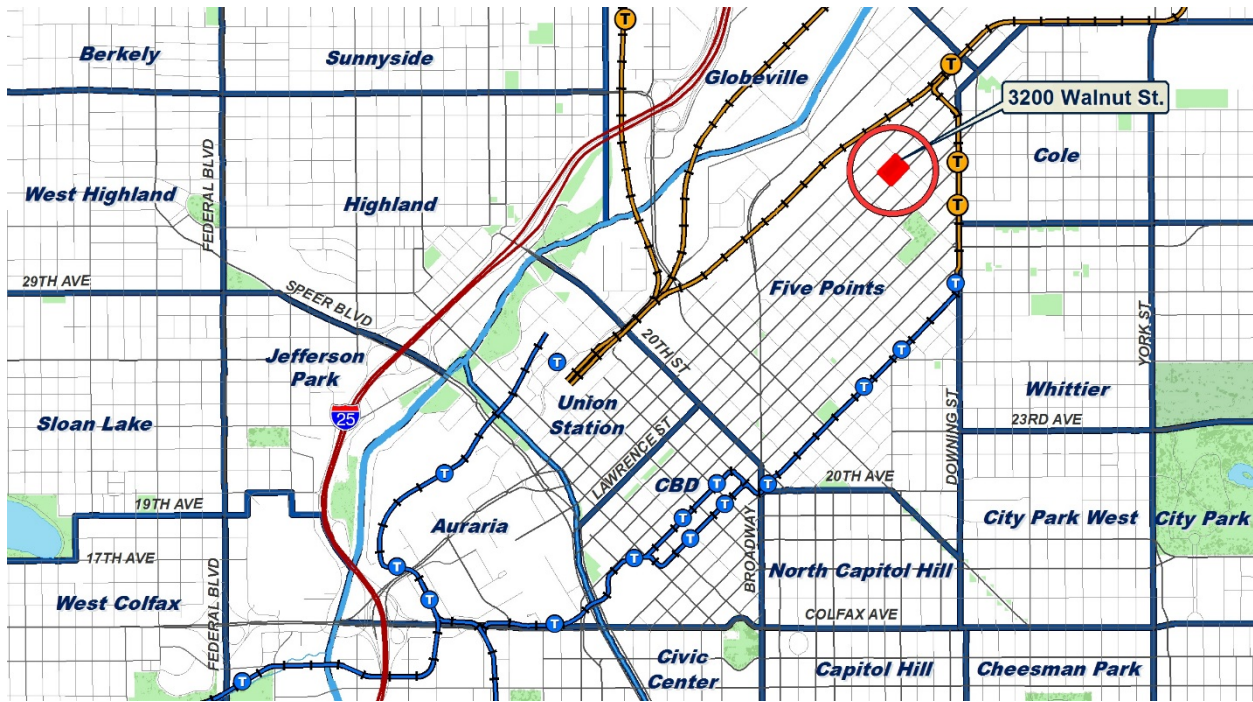 T
Berkely
Sunnyside
Globeville
T
3200 Walnut St.
FEDERAL BLVD
West Highland
Highland
Cole
T
T
29TH AVE
SPEER BLVD
Five Points
T
YORK ST
20TH ST
Jefferson
Park
T
T
T
Whittier
Union
Station
25
Sloan Lake
LAWRENCE ST
23RD AVE
DOWNING ST
T
CBD
T
T
20TH AVE
19TH AVE
Auraria
T
T
T
T
BROADWAY
City Park West
City Park
17TH AVE
T
North Capitol Hill
West Colfax
FEDERAL BLVD
T
T
COLFAX AVE
Civic
Center
Capitol Hill
Cheesman Park
T